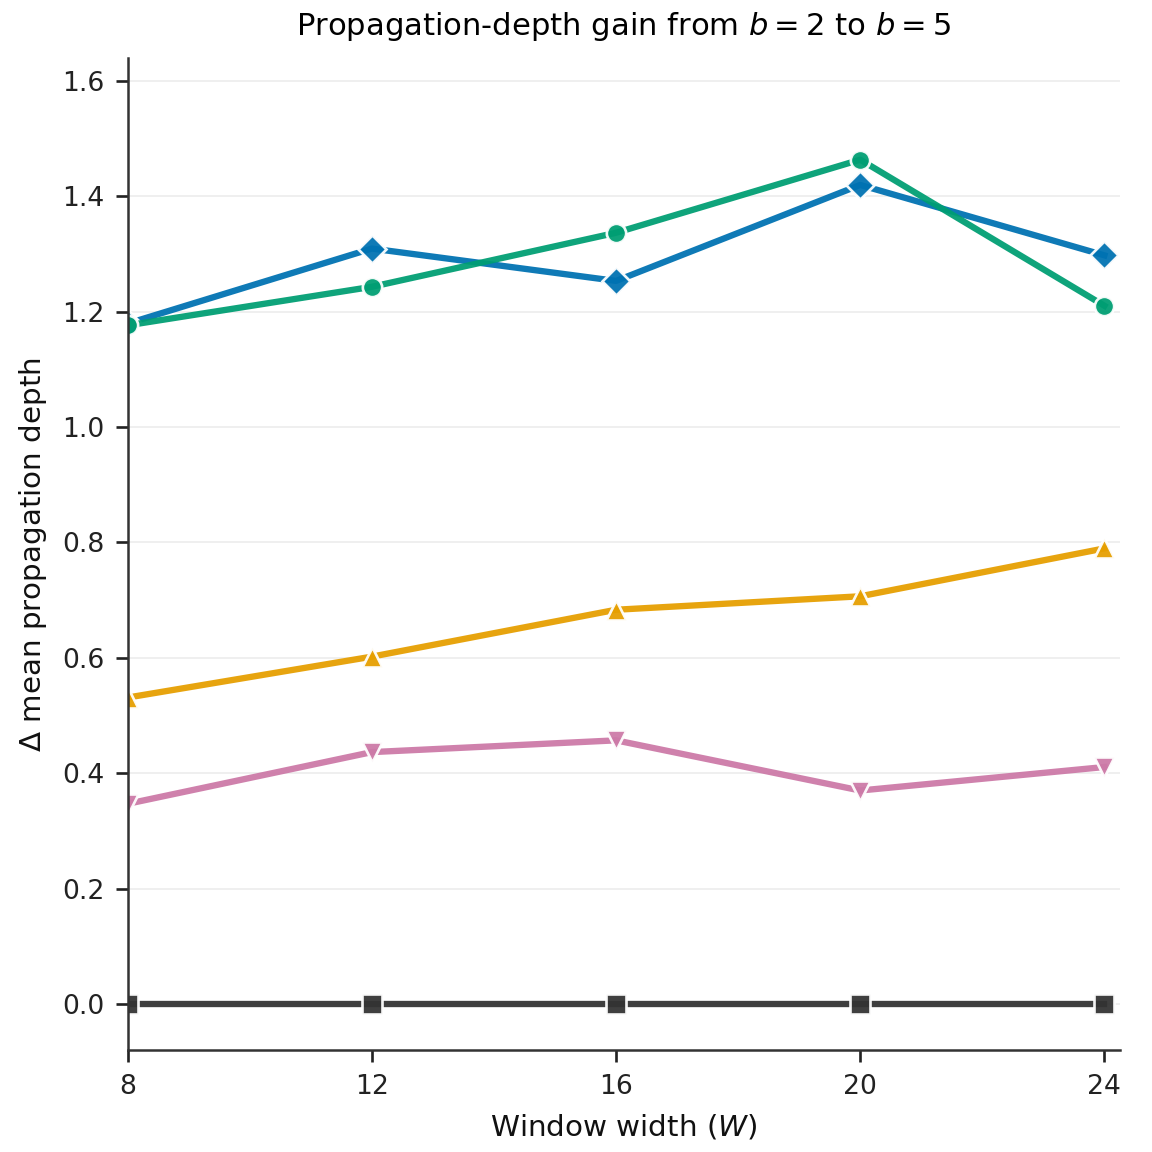 Propagation-depth gain from b = 2 to b = 5
1.6
1.4
1.2
1.0
0.8
0.6
0.4
0.2
0.0
Δ mean propagation depth
8 12 16 20 24
Window width (W)